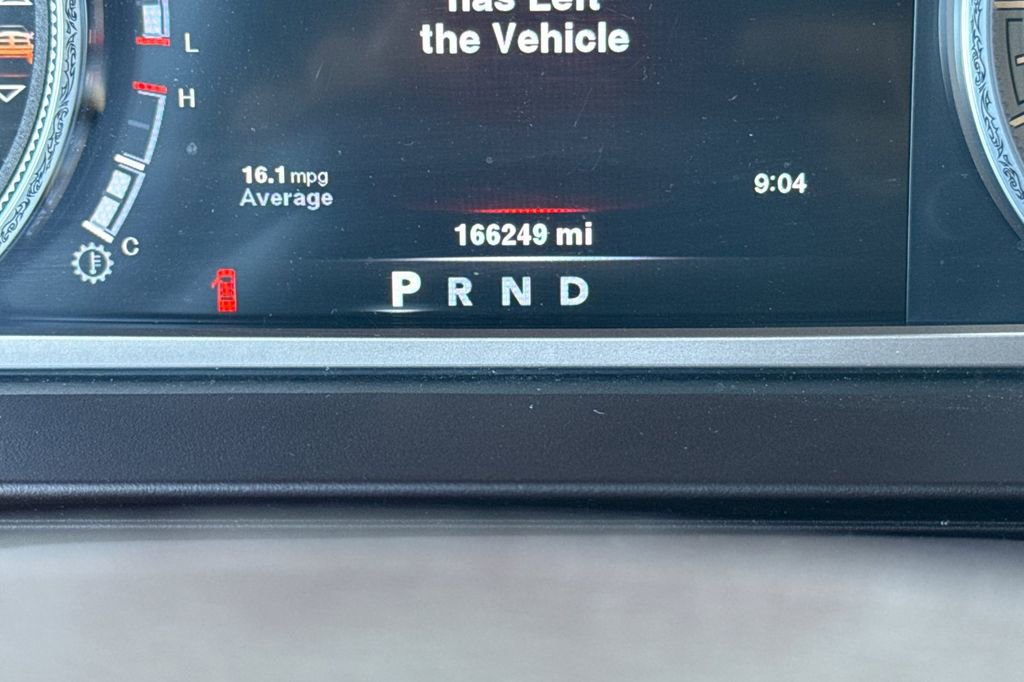 has Left
the Vehicle
L
H
16.1 mpg
Average
9:04
166249 mi
C
P R N D